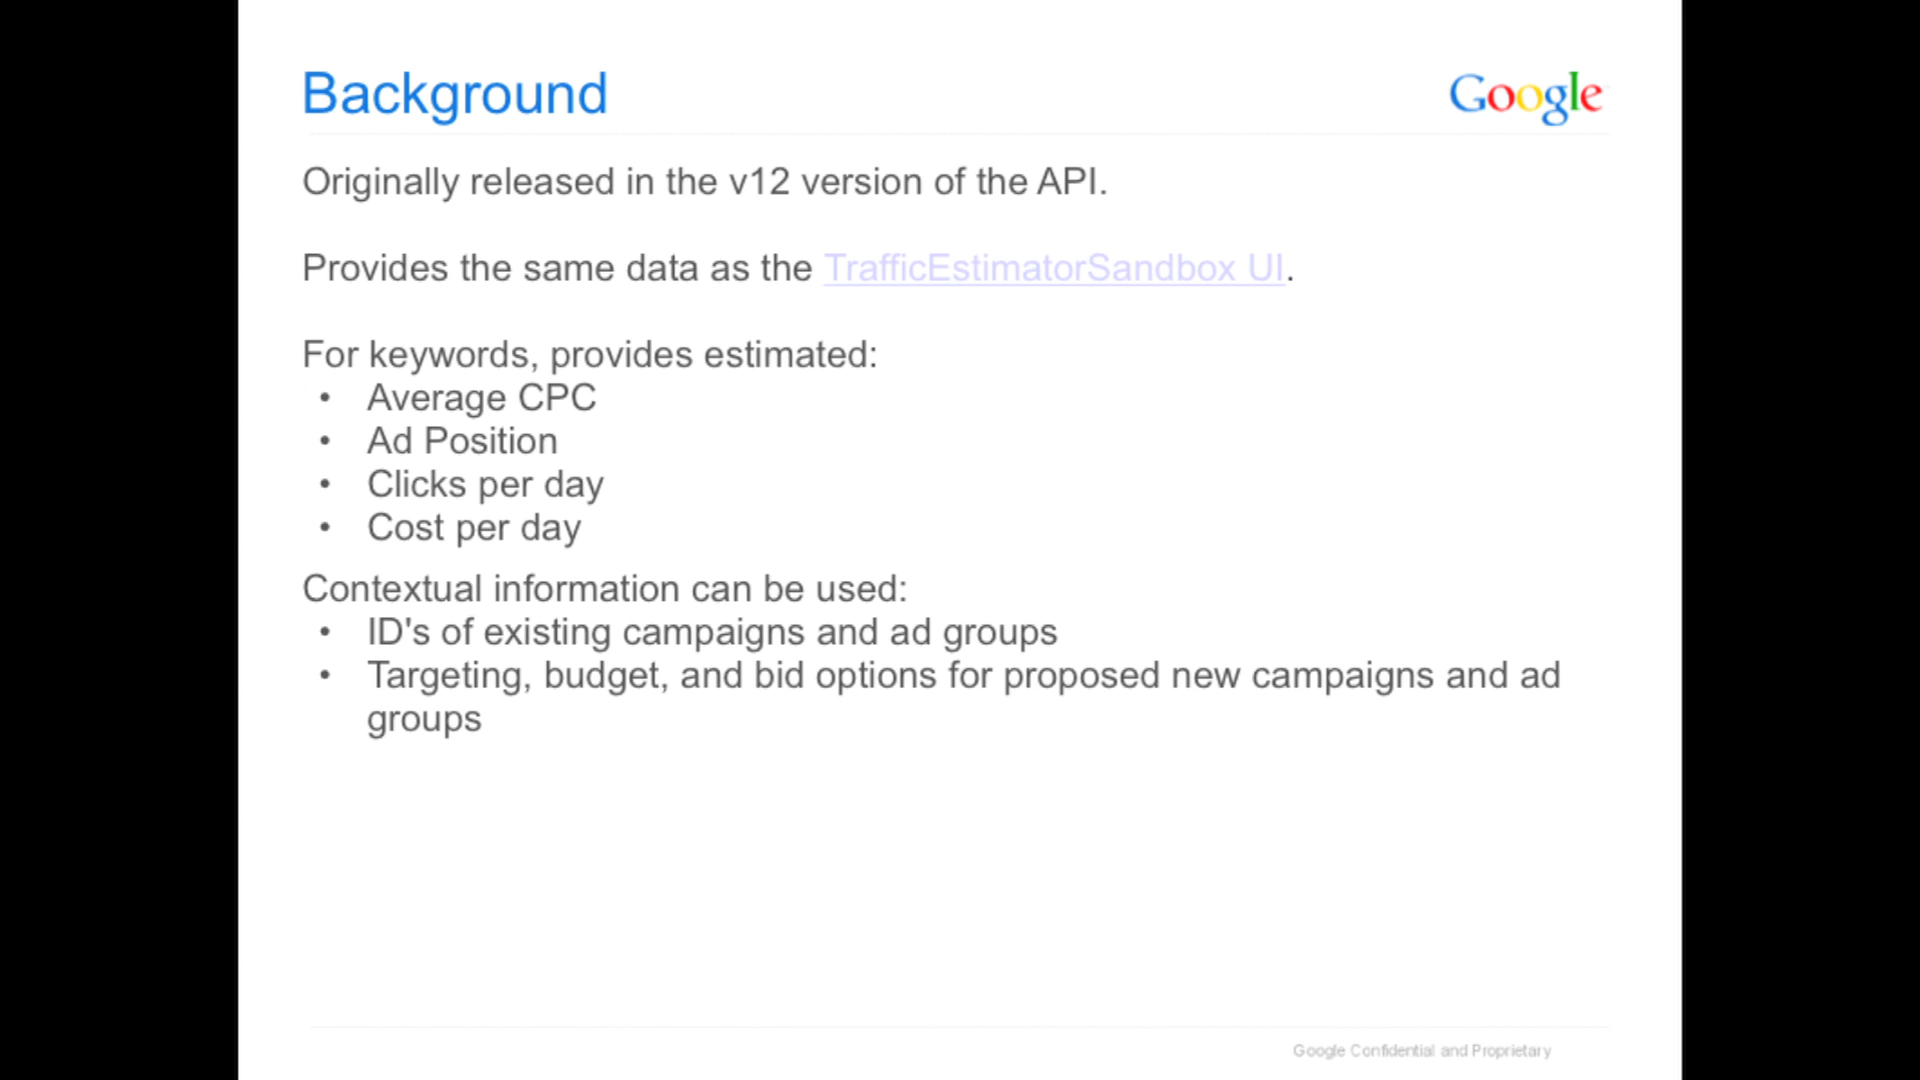 Background
Google
Originally released in the v12 version of the API.
Provides the same data as the TrafficEstimatorSandbox UI.
For keywords, provides estimated:
• Average CPC
• Ad Position
• Clicks per day
• Cost per day
Contextual information can be used:
• ID's of existing campaigns and ad groups
• Targeting, budget, and bid options for proposed new campaigns and ad
groups
Google Confidential and Proprietary